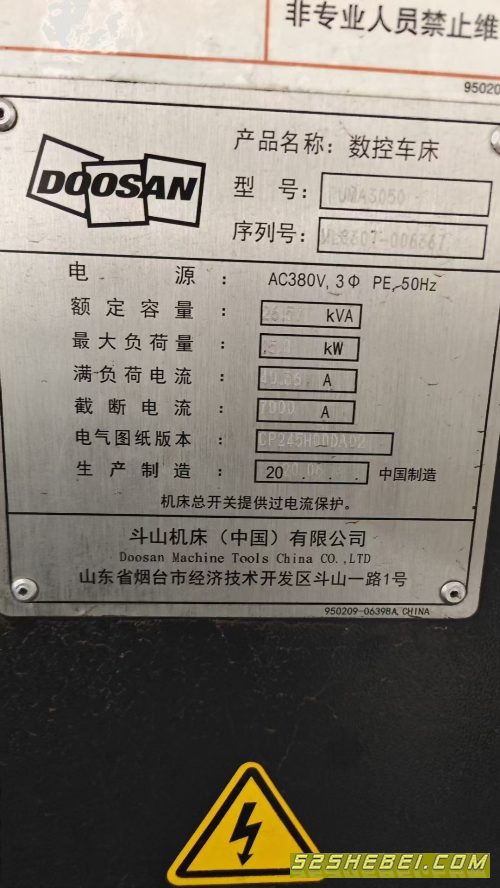 非专业人员禁止维
950209
DOOSAN
产品名称: 数控车床
型 号:
序列号:
电 源 : AC380V, 3Φ PE, 50Hz
额定容量 : kVA
最大负荷量 : kW
满负荷电流 : A
截断电流 : 7000 A
电气图纸版本 : CP245H00DA02
生产制造 : 2020.06 中国制造
机床总开关提供过电流保护。
斗山机床（中国）有限公司
Doosan Machine Tools China CO.,LTD
山东省烟台市经济技术开发区斗山一路1号
950209-06398A, CHINA
52SHEBEI.COM